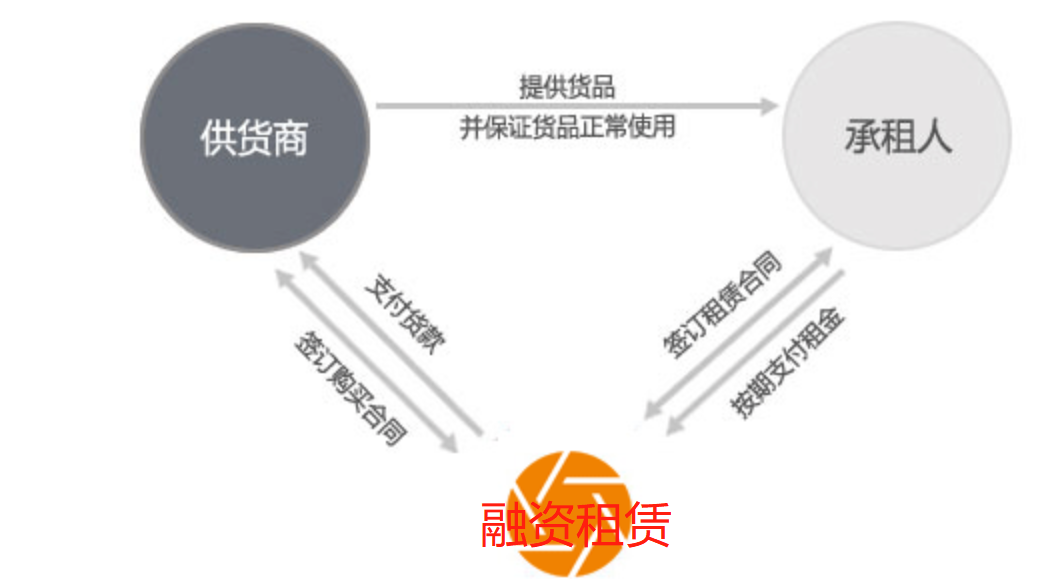 提供货品
供货商
并保证货品正常使用
承租人
支付货款
签订购买合同
签订租赁合同
按期支付租金
融资租赁